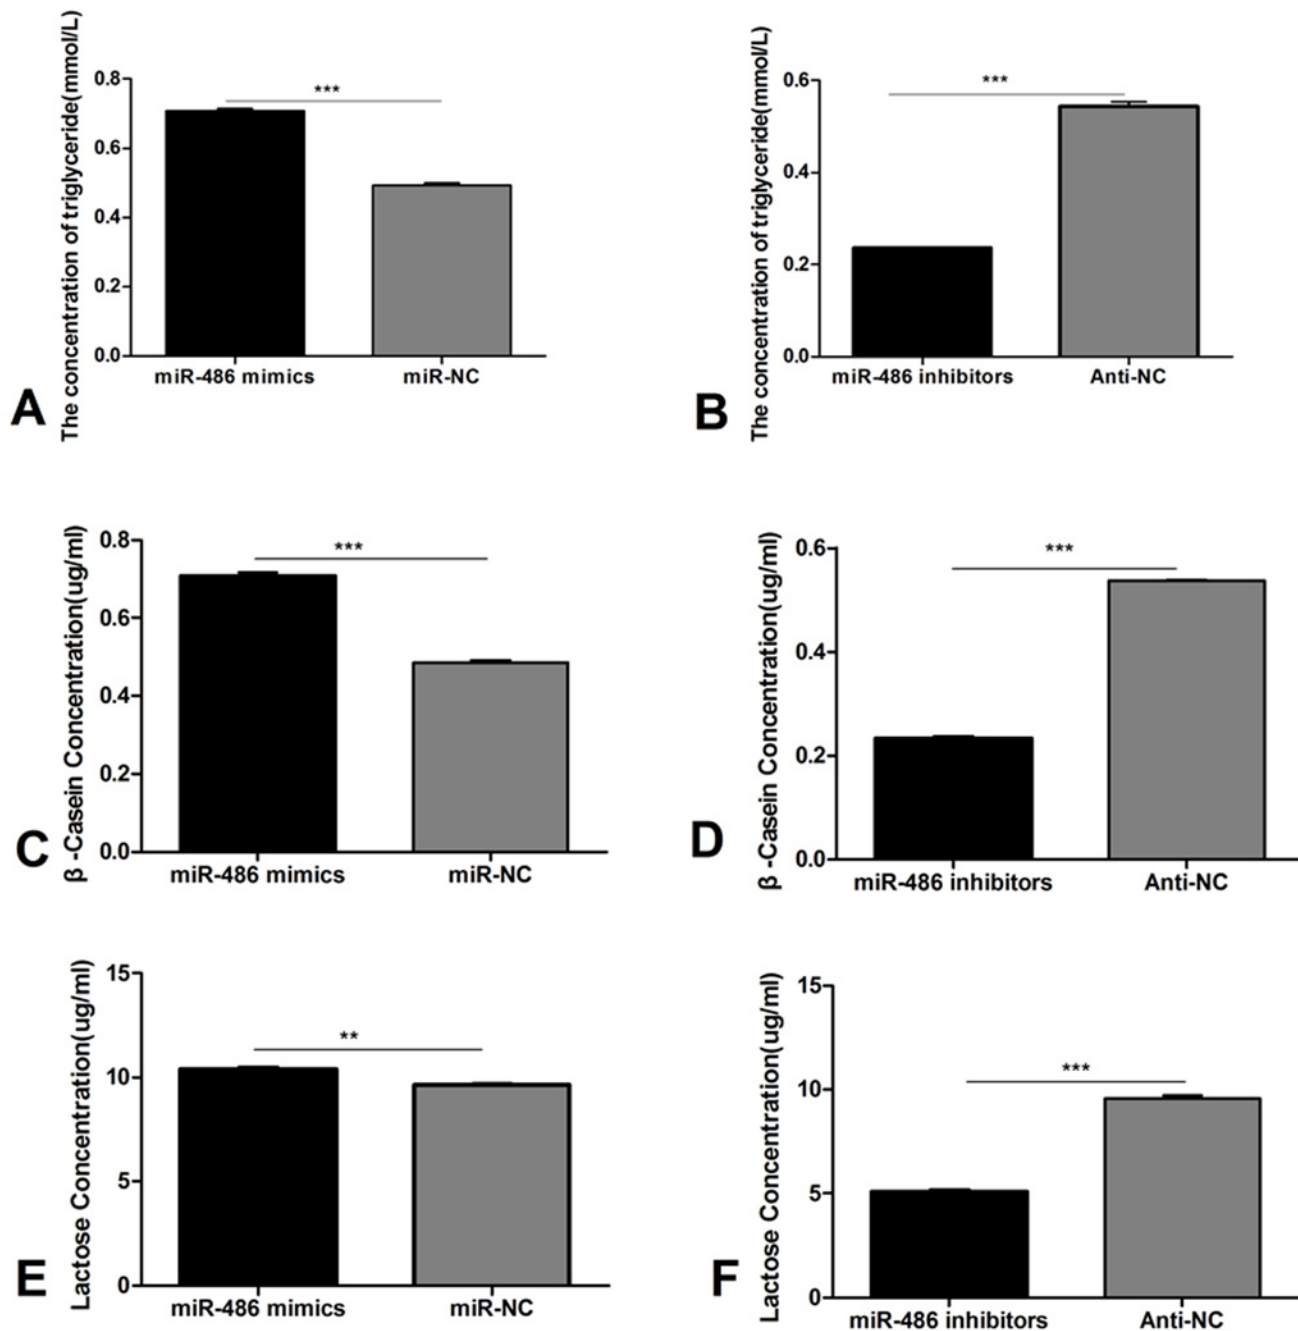 The concentration of triglyceride(mmol/L)
0.8
0.6
0.4
0.2
0.0
***
miR-486 mimics
miR-NC
A
The concentration of triglyceride(mmol/L)
0.6
0.4
0.2
0.0
***
miR-486 inhibitors
Anti-NC
B
β -Casein Concentration(ug/ml)
0.8
0.6
0.4
0.2
0.0
***
miR-486 mimics
miR-NC
C
β -Casein Concentration(ug/ml)
0.6
0.4
0.2
0.0
***
miR-486 inhibitors
Anti-NC
D
Lactose Concentration(ug/ml)
15
10
5
0
**
miR-486 mimics
miR-NC
E
Lactose Concentration(ug/ml)
15
10
5
0
***
miR-486 inhibitors
Anti-NC
F